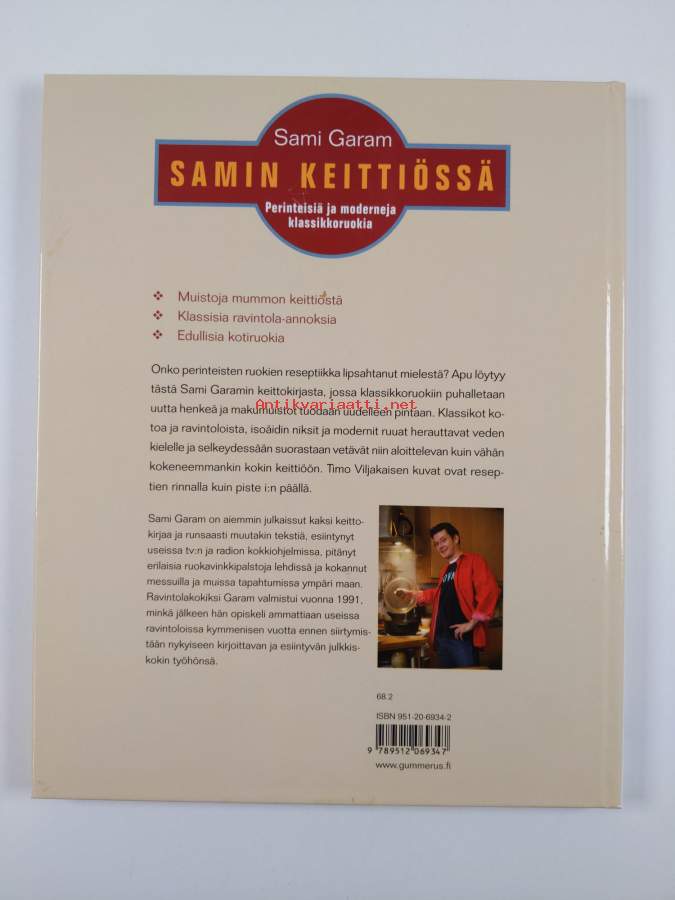 Sami Garam
SAMIN KEITTIÖSSÄ
Perinteisiä ja moderneja
klassikkoruokia
❖ Muistoja mummon keittiöstä
❖ Klassisia ravintola-annoksia
❖ Edullisia kotiruokia
Onko perinteisten ruokien reseptiikka lipsahtanut mielestä? Apu löytyy
tästä Sami Garamin keittokirjasta, jossa klassikkoruokiin puhalletaan
Antikvariaatti.net
uutta henkeä ja makumuistot tuodaan uudelleen pintaan. Klassikot ko-
toa ja ravintoloista, isoäidin niksit ja modernit ruuat herauttavat veden
kielelle ja selkeydessään suorastaan vetävät niin aloittelevan kuin vähän
kokeneemmankin kokin keittiöön. Timo Viljakaisen kuvat ovat resep-
tien rinnalla kuin piste i:n päällä.
Sami Garam on aiemmin julkaissut kaksi keitto-
kirjaa ja runsaasti muutakin tekstiä, esiintynyt
useissa tv:n ja radion kokkiohjelmissa, pitänyt
erilaisia ruokavinkkipalstoja lehdissä ja kokannut
messuilla ja muissa tapahtumissa ympäri maan.
Ravintolakokiksi Garam valmistui vuonna 1991,
minkä jälkeen hän opiskeli ammattiaan useissa
ravintoloissa kymmenisen vuotta ennen siirtymis-
tään nykyiseen kirjoittavan ja esiintyvän julkkis-
kokin työhönsä.
68.2
ISBN 951-20-6934-2
9 789512 069347
www.gummerus.fi